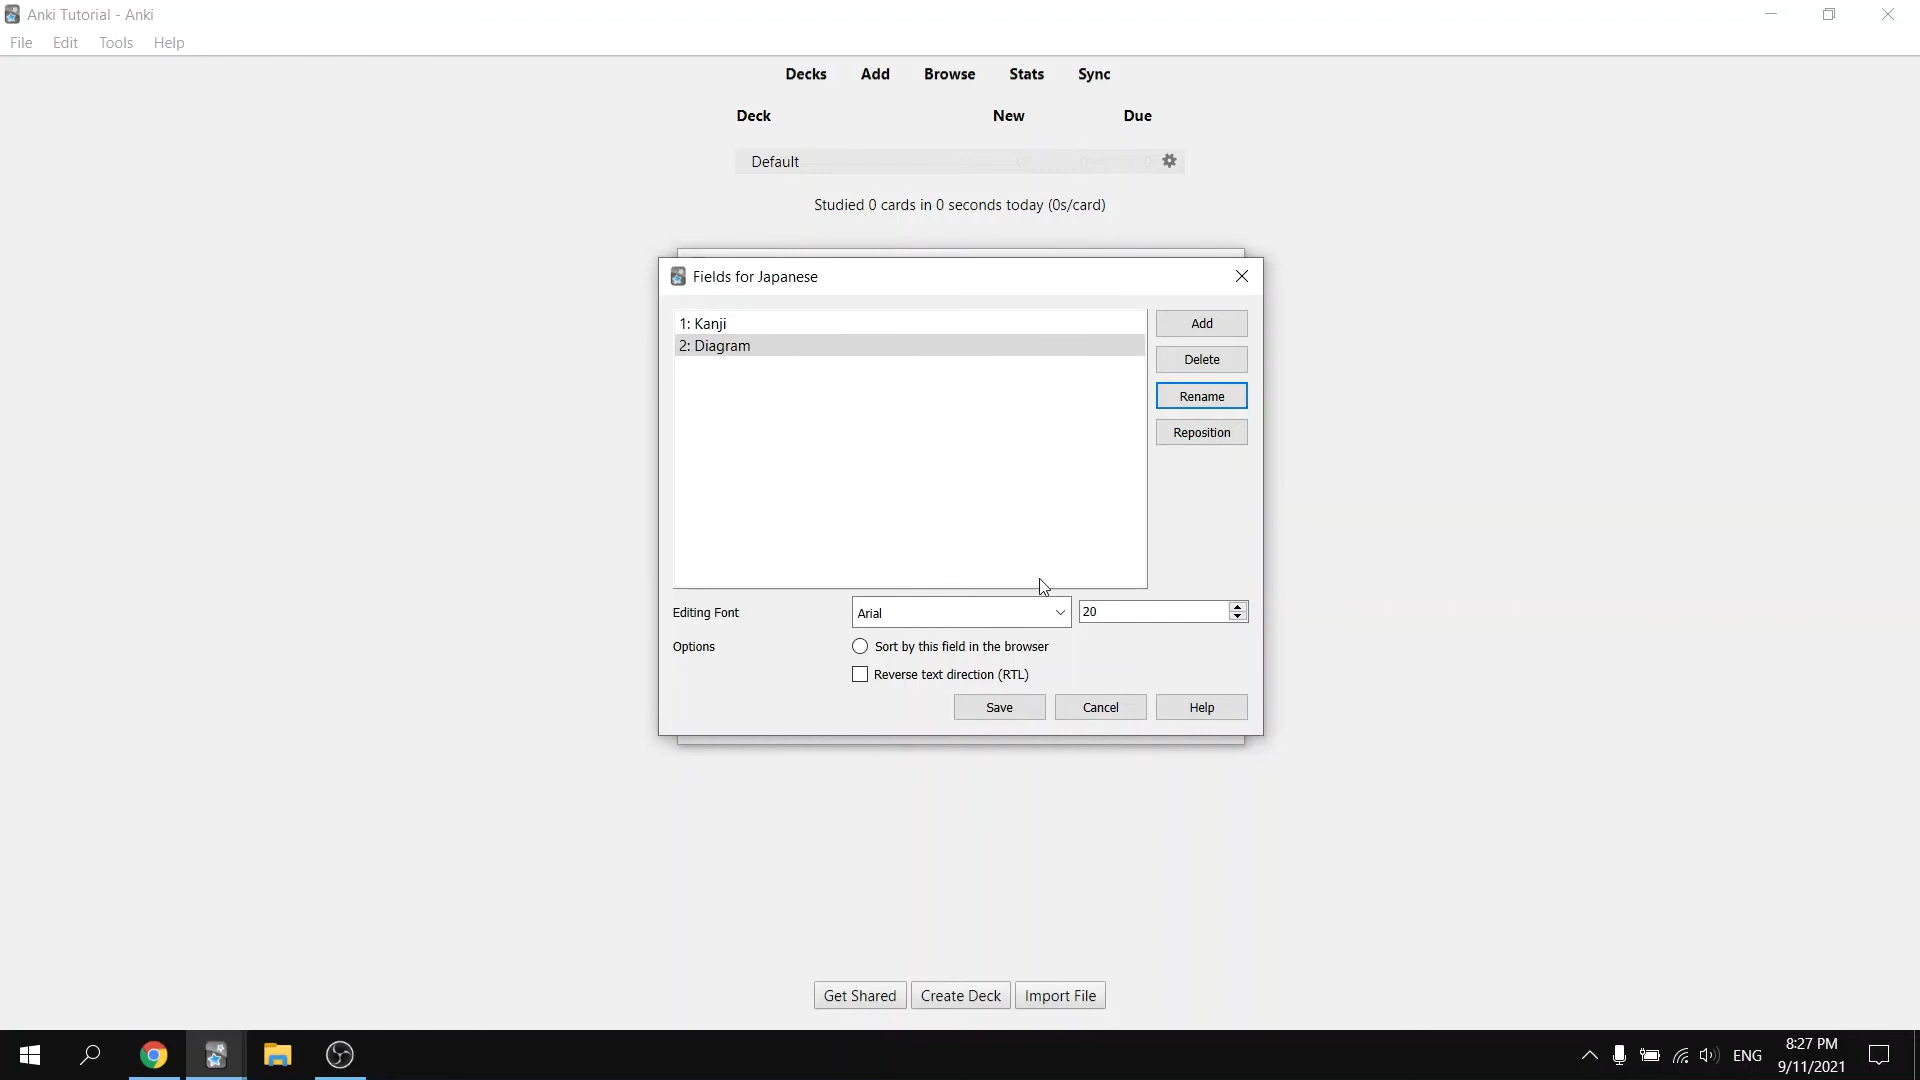 Anki Tutorial - Anki
File Edit Tools Help
Decks Add Browse Stats Sync
Deck New Due
Default 0 0 0
Studied 0 cards in 0 seconds today (0s/card)
Fields for Japanese
1: Kanji
2: Diagram
Add
Delete
Rename
Reposition
Editing Font Arial 20
Options Sort by this field in the browser
Reverse text direction (RTL)
Save Cancel Help
Get Shared Create Deck Import File
ENG 8:27 PM
9/11/2021